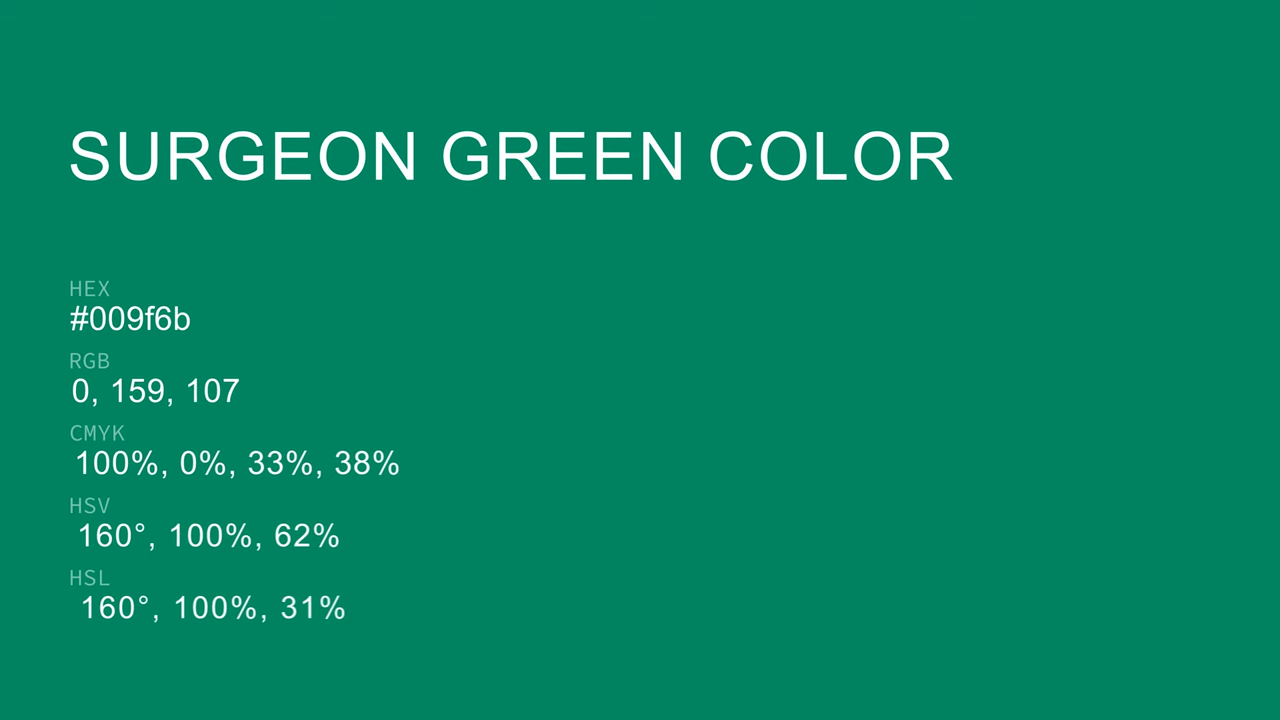 SURGEON GREEN COLOR
HEX
#009f6b
RGB
0, 159, 107
CMYK
100%, 0%, 33%, 38%
HSV
160°, 100%, 62%
HSL
160°, 100%, 31%